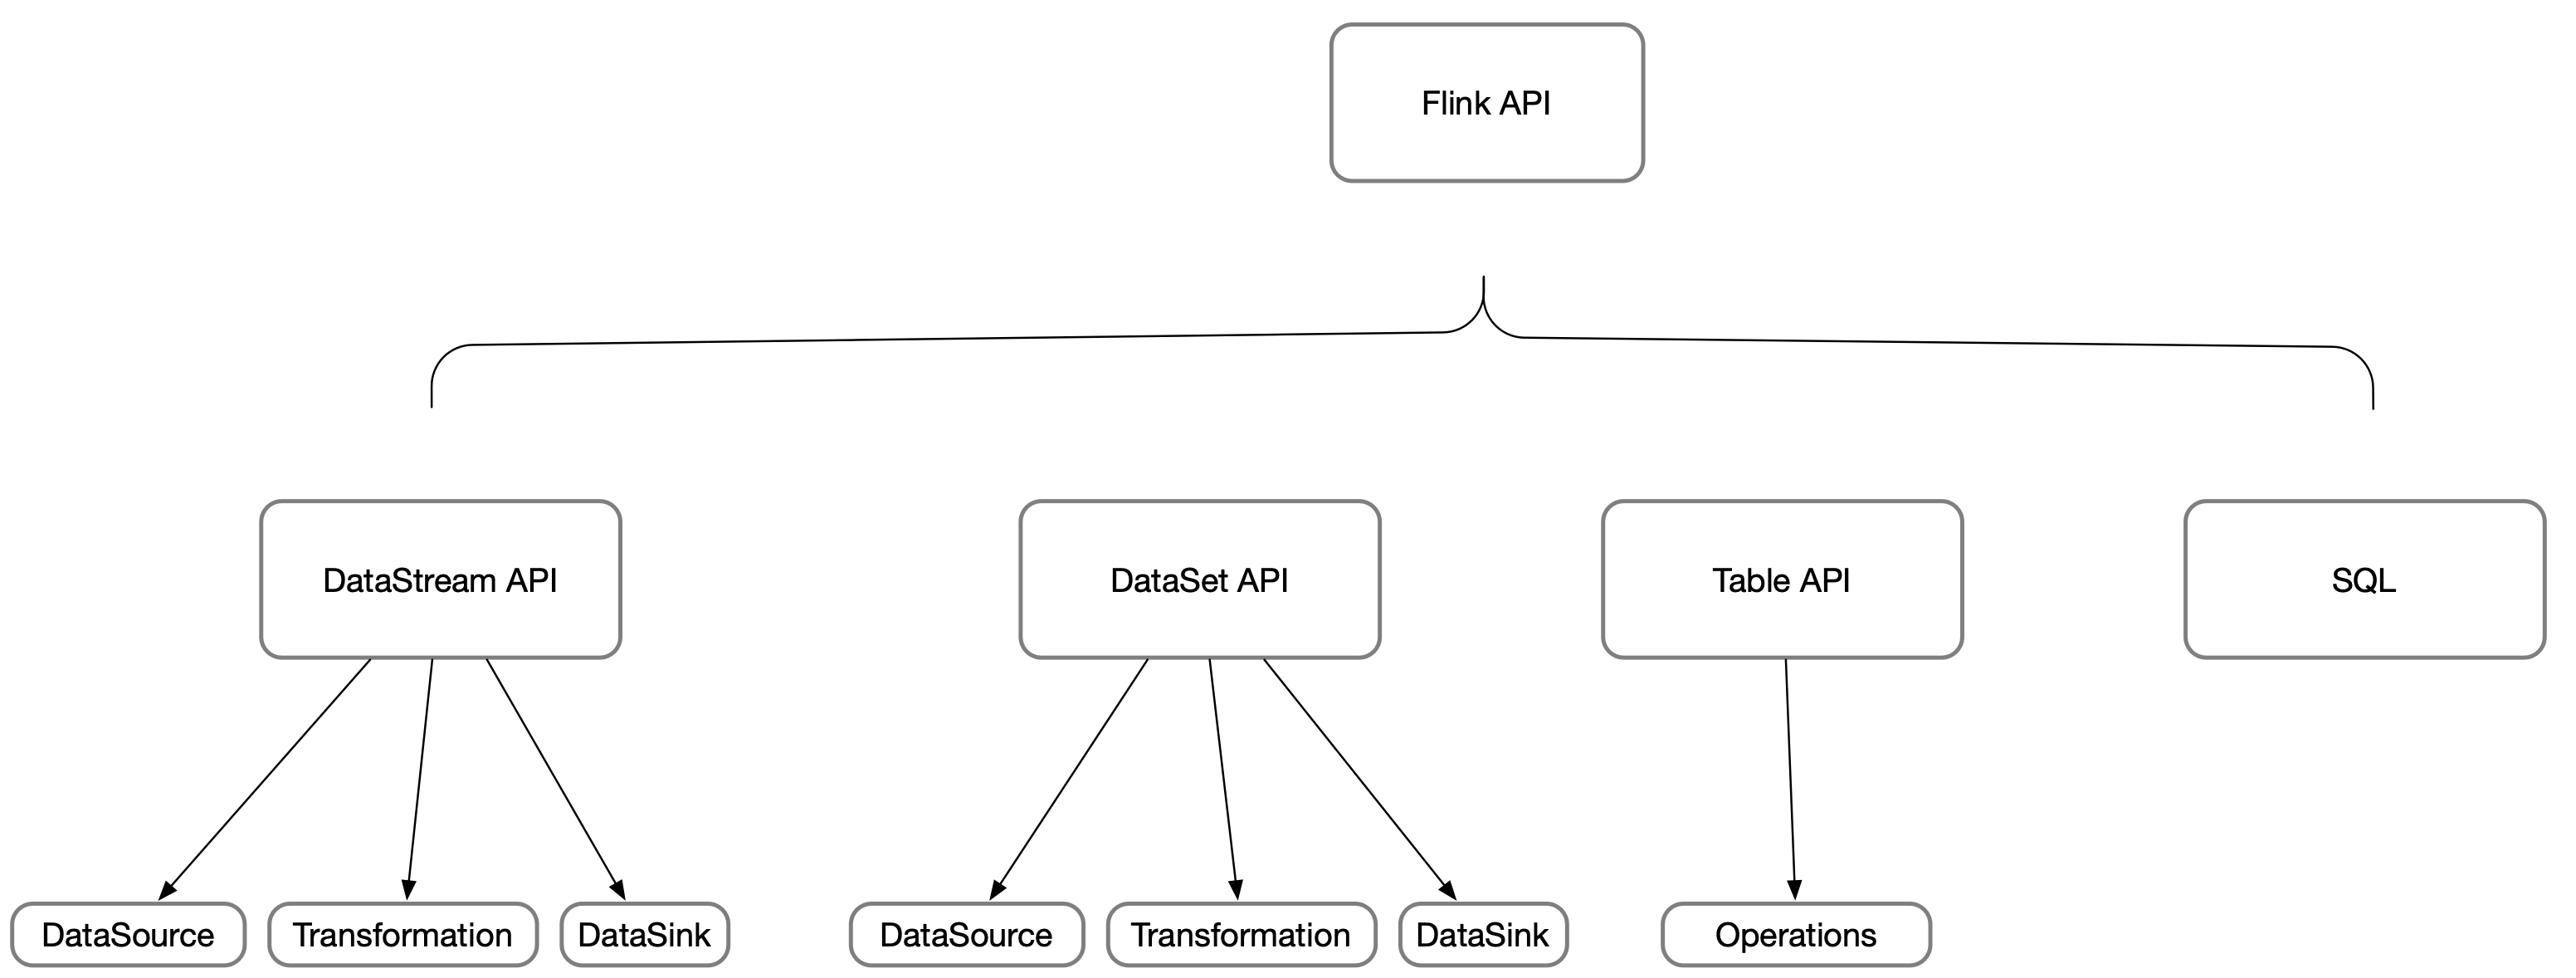 Flink API
DataStream API
DataSet API
Table API
SQL
DataSource
Transformation
DataSink
DataSource
Transformation
DataSink
Operations